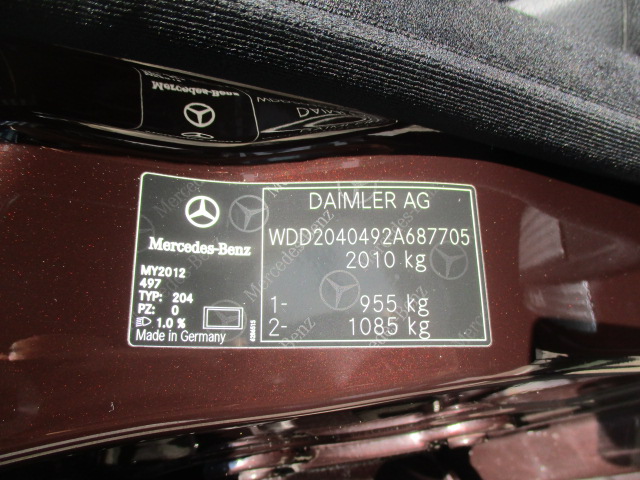 Mercedes-Benz
DAIMLER AG
WDD2040492A687705
2010 kg
1- 955 kg
2- 1085 kg
Mercedes-Benz
MY2012
497
TYP: 204
PZ: 0
1.0 %
Made in Germany